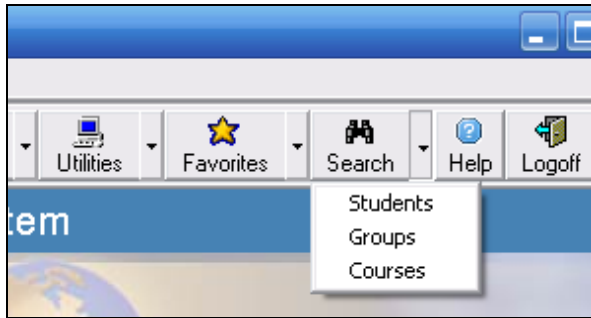 Utilities Favorites Search Help Logoff
tem
Students
Groups
Courses